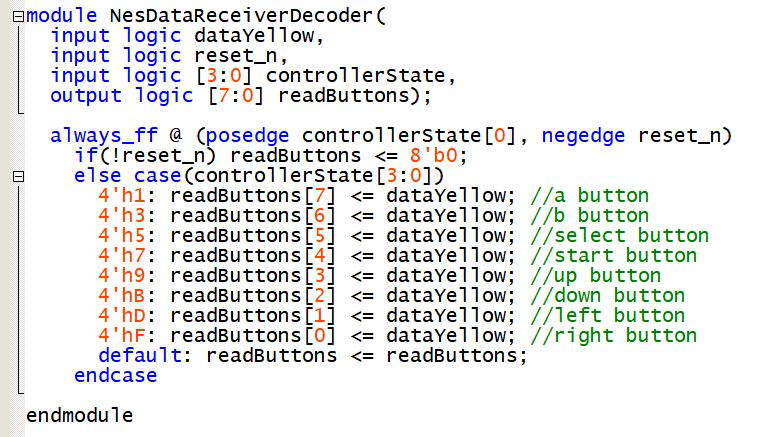 module NesDataReceiverDecoder(
input logic dataYellow,
input logic reset_n,
input logic [3:0] controllerState,
output logic [7:0] readButtons);
always_ff @ (posedge controllerState[0], negedge reset_n)
if(!reset_n) readButtons <= 8'b0;
else case(controllerState[3:0])
4'h1: readButtons[7] <= dataYellow; //a button
4'h3: readButtons[6] <= dataYellow; //b button
4'h5: readButtons[5] <= dataYellow; //select button
4'h7: readButtons[4] <= dataYellow; //start button
4'h9: readButtons[3] <= dataYellow; //up button
4'hB: readButtons[2] <= dataYellow; //down button
4'hD: readButtons[1] <= dataYellow; //left button
4'hF: readButtons[0] <= dataYellow; //right button
default: readButtons <= readButtons;
endcase
endmodule